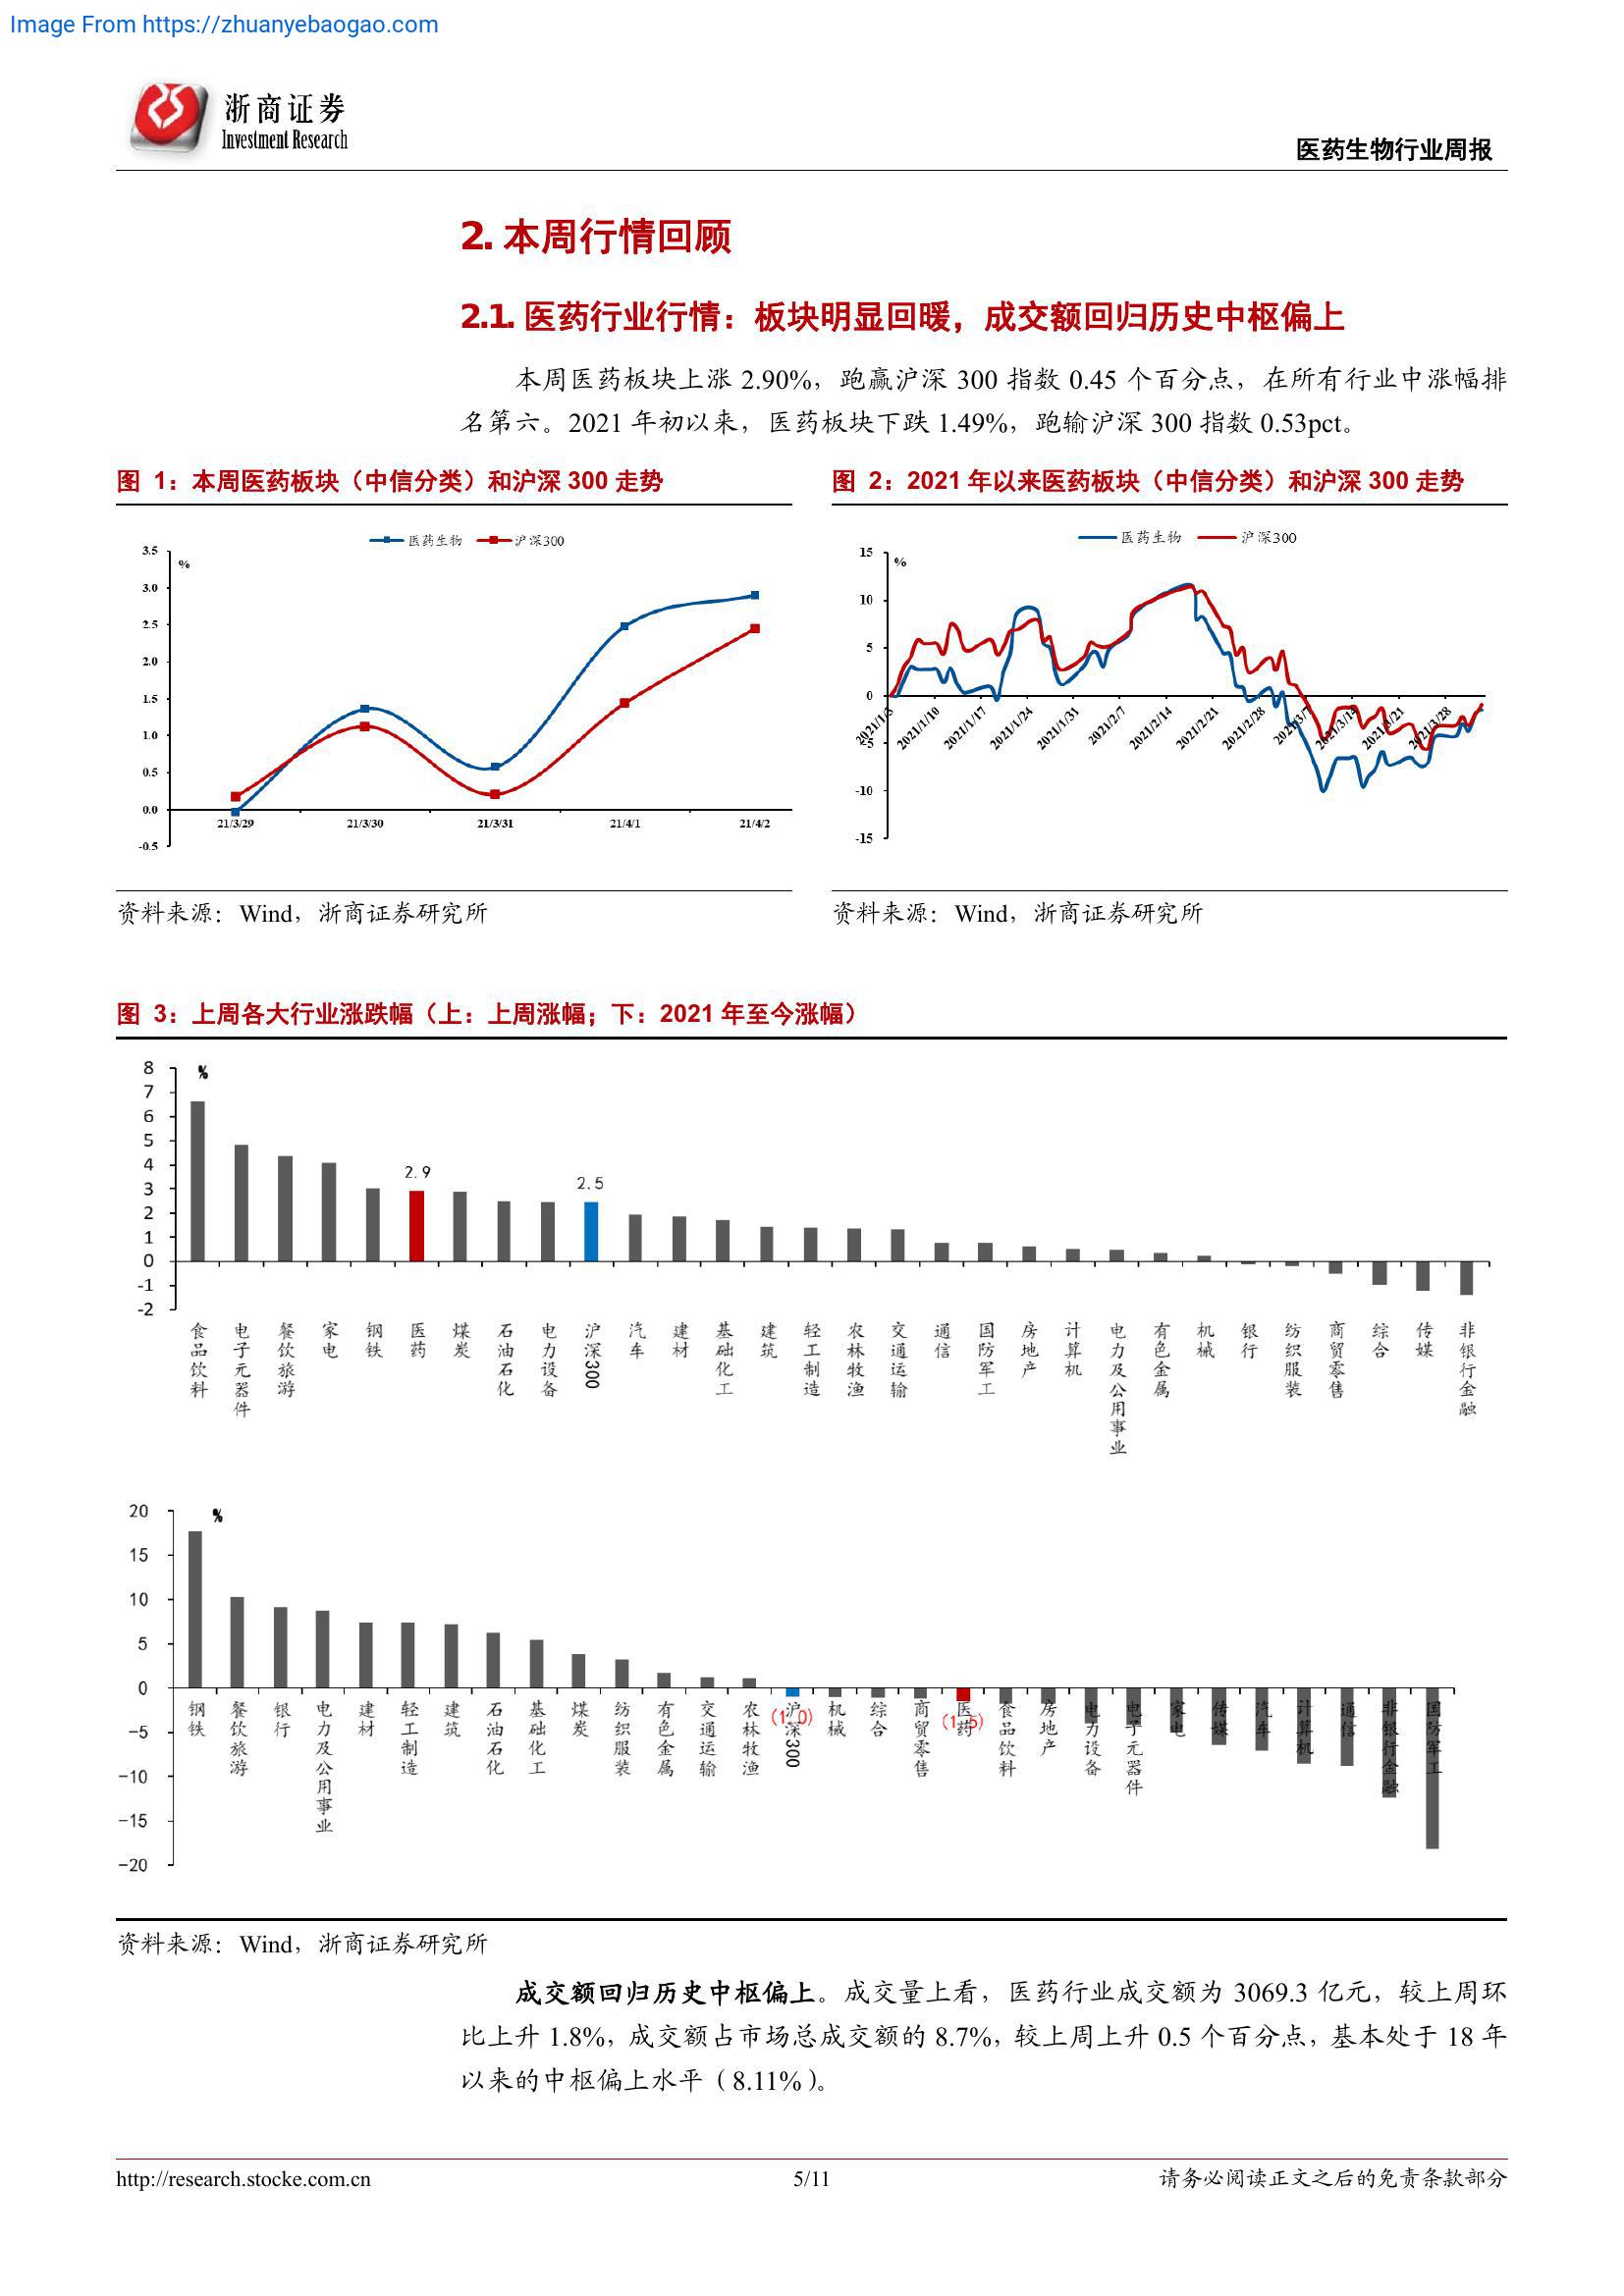 Image From https://zhuanyebaogao.com
浙商证券
Investment Research
医药生物行业周报
2. 本周行情回顾
2.1. 医药行业行情：板块明显回暖，成交额回归历史中枢偏上
本周医药板块上涨 2.90%，跑赢沪深 300 指数 0.45 个百分点，在所有行业中涨幅排
名第六。2021 年初以来，医药板块下跌 1.49%，跑输沪深 300 指数 0.53pct。
图 1：本周医药板块（中信分类）和沪深 300 走势
医药生物 沪深300
%
3.5
3.0
2.5
2.0
1.5
1.0
0.5
0.0
-0.5
21/3/29 21/3/30 21/3/31 21/4/1 21/4/2
资料来源：Wind，浙商证券研究所
图 2：2021 年以来医药板块（中信分类）和沪深 300 走势
医药生物 沪深300
%
15
10
5
0
-5
-10
-15
2021/1/3 2021/1/10 2021/1/17 2021/1/24 2021/1/31 2021/2/7 2021/2/14 2021/2/21 2021/2/28 2021/3/7 2021/3/14 2021/3/21 2021/3/28
资料来源：Wind，浙商证券研究所
图 3：上周各大行业涨跌幅（上：上周涨幅；下：2021 年至今涨幅）
%
8
7
6
5
4
3
2
1
0
-1
-2
2.9
2.5
食品饮料 电子元器件 餐饮旅游 家电 钢铁 医药 煤炭 石油石化 电力设备 沪深300 汽车 建材 基础化工 建筑 轻工制造 农林牧渔 交通运输 通信 国防军工 房地产 计算机 电力及公用事业 有色金属 机械 银行 纺织服装 商贸零售 综合 传媒 非银行金融
%
20
15
10
5
0
-5
-10
-15
-20
(1.0)
(1.5)
钢铁 餐饮旅游 银行 电力及公用事业 建材 轻工制造 建筑 石油石化 基础化工 煤炭 纺织服装 有色金属 交通运输 农林牧渔 沪深300 机械 综合 商贸零售 医药 食品饮料 房地产 电力设备 电子元器件 家电 传媒 汽车 计算机 通信 非银行金融 国防军工
资料来源：Wind，浙商证券研究所
成交额回归历史中枢偏上。成交量上看，医药行业成交额为 3069.3 亿元，较上周环
比上升 1.8%，成交额占市场总成交额的 8.7%，较上周上升 0.5 个百分点，基本处于 18 年
以来的中枢偏上水平（8.11%）。
http://research.stocke.com.cn
5/11
请务必阅读正文之后的免责条款部分